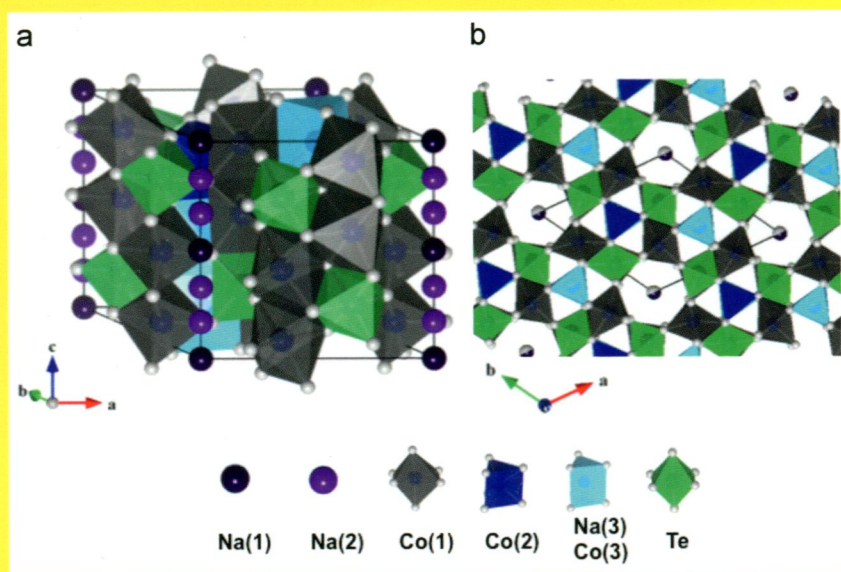 a
b
c
b
a
b
a
Na(1)
Na(2)
Co(1)
Co(2)
Na(3)
Co(3)
Te